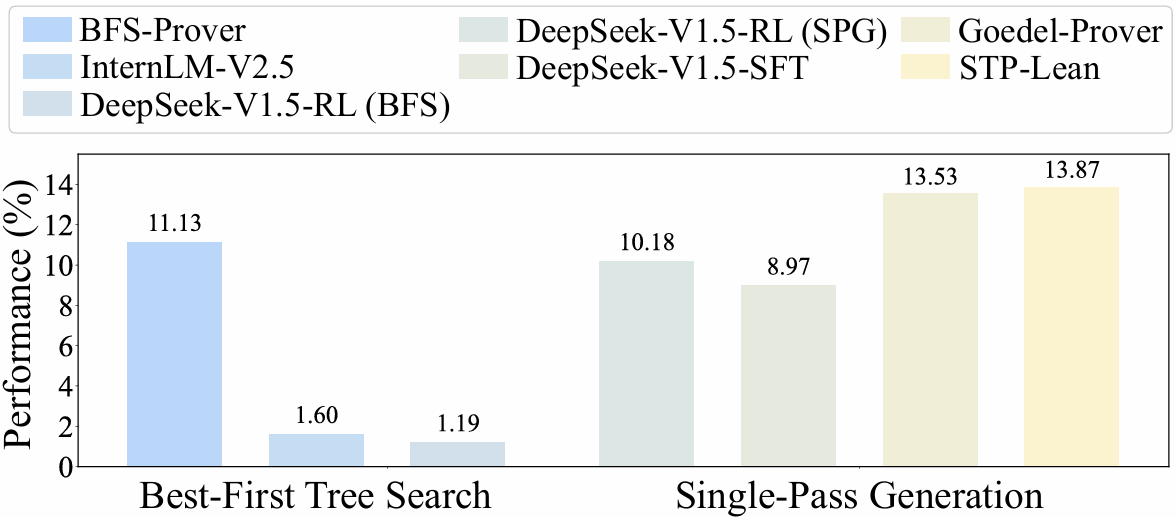 BFS-Prover
InternLM-V2.5
DeepSeek-V1.5-RL (BFS)
DeepSeek-V1.5-RL (SPG)
DeepSeek-V1.5-SFT
Goedel-Prover
STP-Lean
Performance (%)
14
12
10
8
6
4
2
0
11.13
1.60
1.19
10.18
8.97
13.53
13.87
Best-First Tree Search
Single-Pass Generation